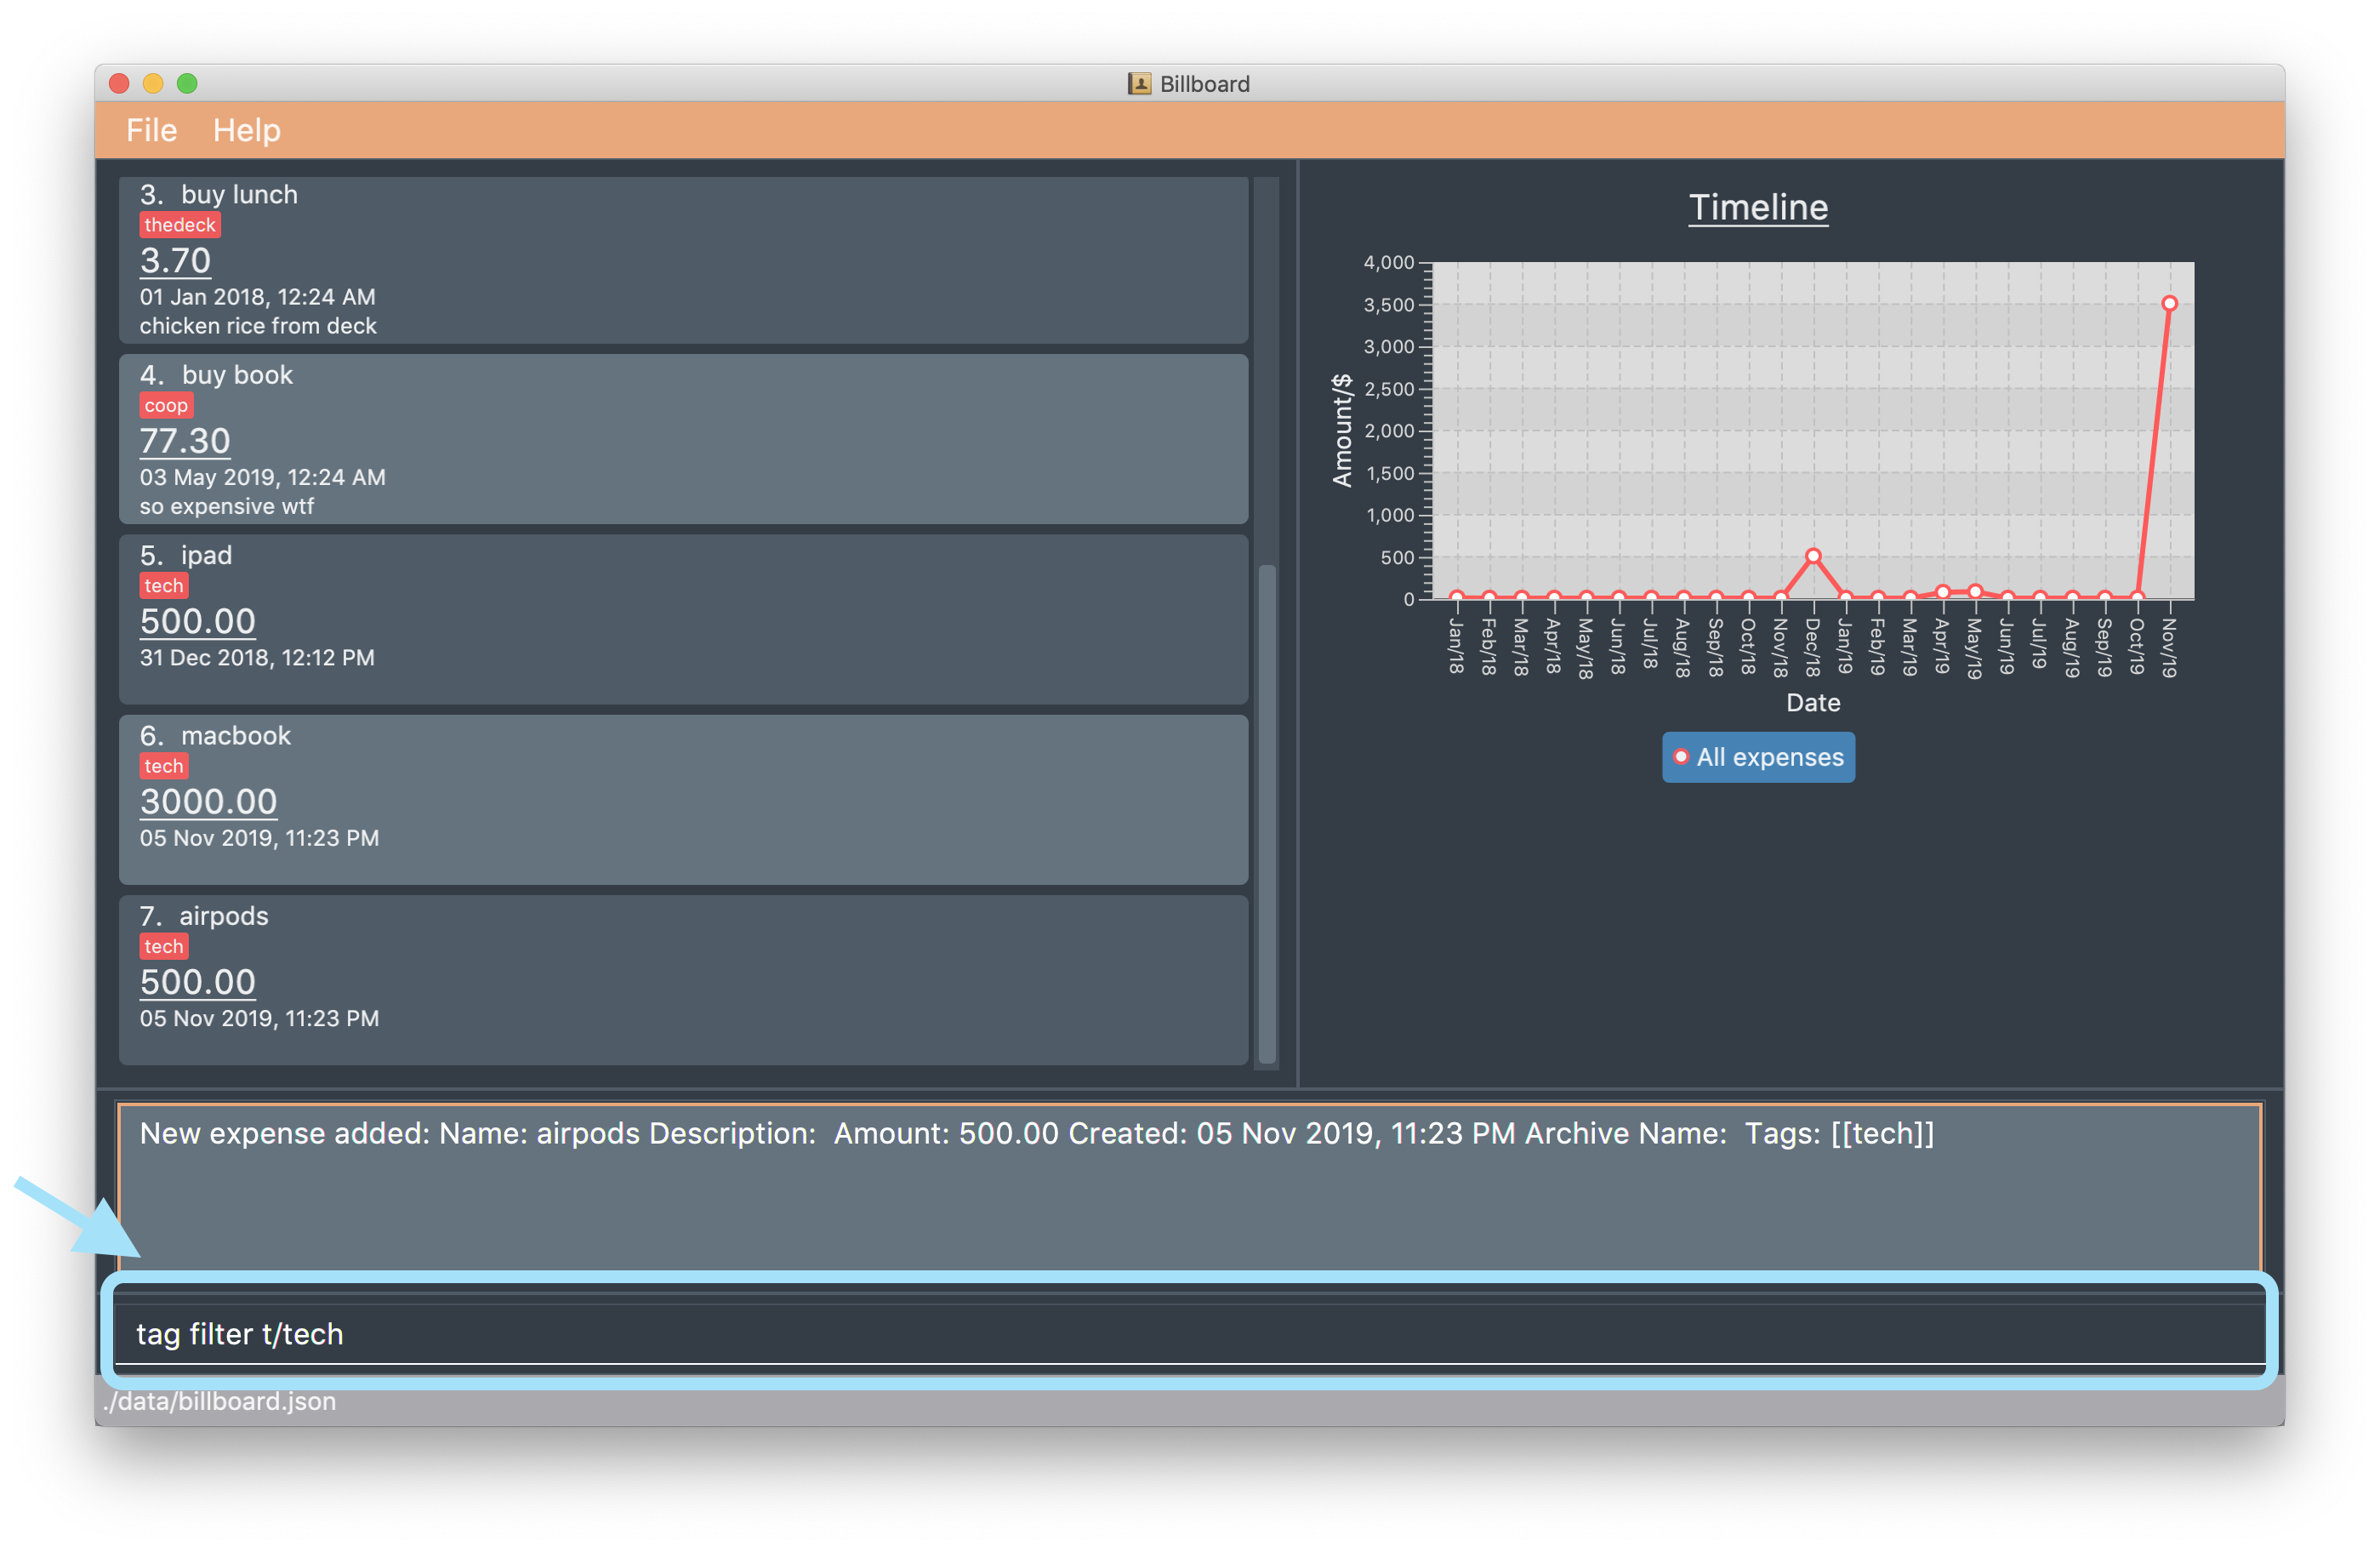 Billboard
File Help
3. buy lunch
thedeck
3.70
01 Jan 2018, 12:24 AM
chicken rice from deck
4. buy book
coop
77.30
03 May 2019, 12:24 AM
so expensive wtf
5. ipad
tech
500.00
31 Dec 2018, 12:12 PM
6. macbook
tech
3000.00
05 Nov 2019, 11:23 PM
7. airpods
tech
500.00
05 Nov 2019, 11:23 PM
Timeline
Amount/$
4,000
3,500
3,000
2,500
2,000
1,500
1,000
500
0
Jan/18
Feb/18
Mar/18
Apr/18
May/18
Jun/18
Jul/18
Aug/18
Sep/18
Oct/18
Nov/18
Dec/18
Jan/19
Feb/19
Mar/19
Apr/19
May/19
Jun/19
Jul/19
Aug/19
Sep/19
Oct/19
Nov/19
Date
All expenses
New expense added: Name: airpods Description:  Amount: 500.00 Created: 05 Nov 2019, 11:23 PM Archive Name:  Tags: [[tech]]
tag filter t/tech
./data/billboard.json